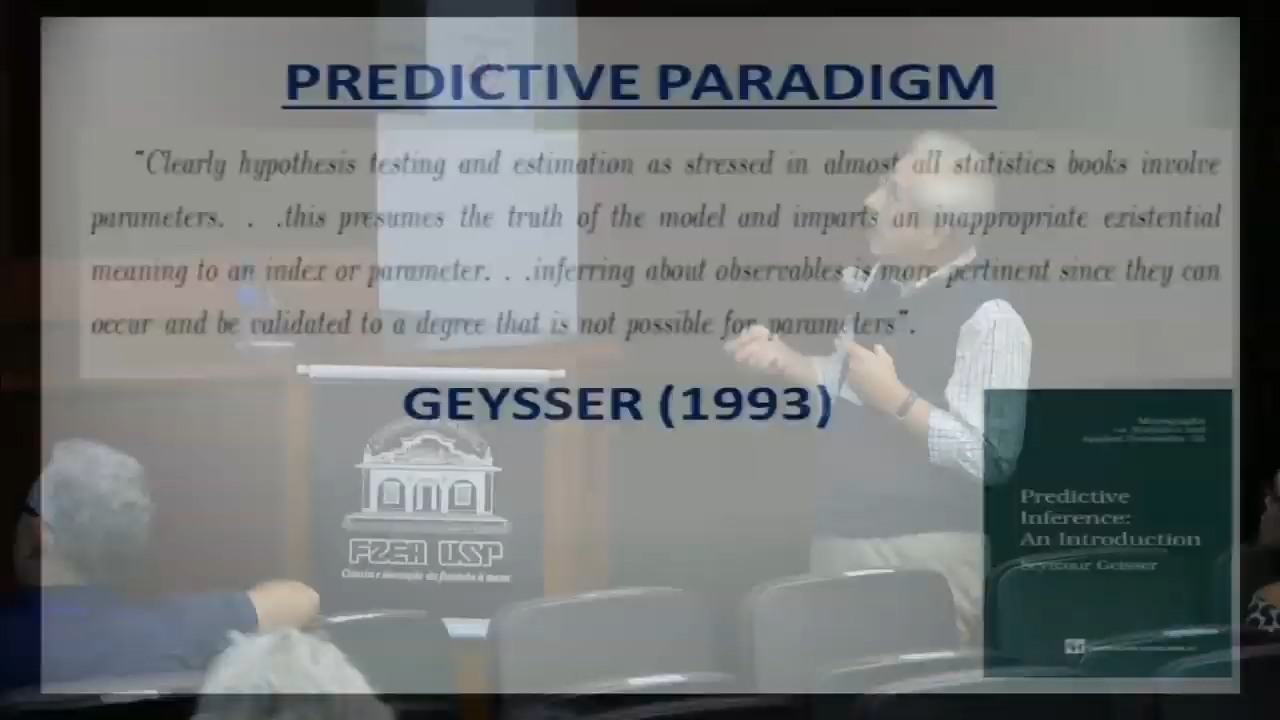 PREDICTIVE PARADIGM
"Clearly hypothesis testing and estimation as stressed in almost all statistics books involve
parameters. . .this presumes the truth of the model and imparts an inappropriate existential
meaning to an index or parameter. . .inferring about observables is more pertinent since they can
occur and be validated to a degree that is not possible for parameters".
GEYSSER (1993)
FZEA USP
Predictive
Inference:
An Introduction
Seymour Geisser